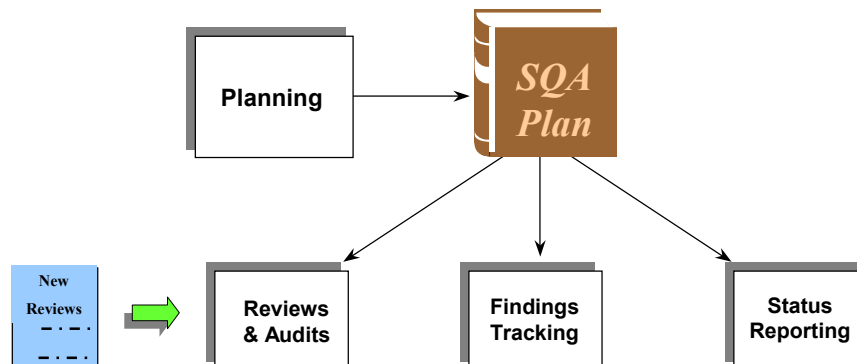 Planning
SQA
Plan
New
Reviews
Reviews
& Audits
Findings
Tracking
Status
Reporting